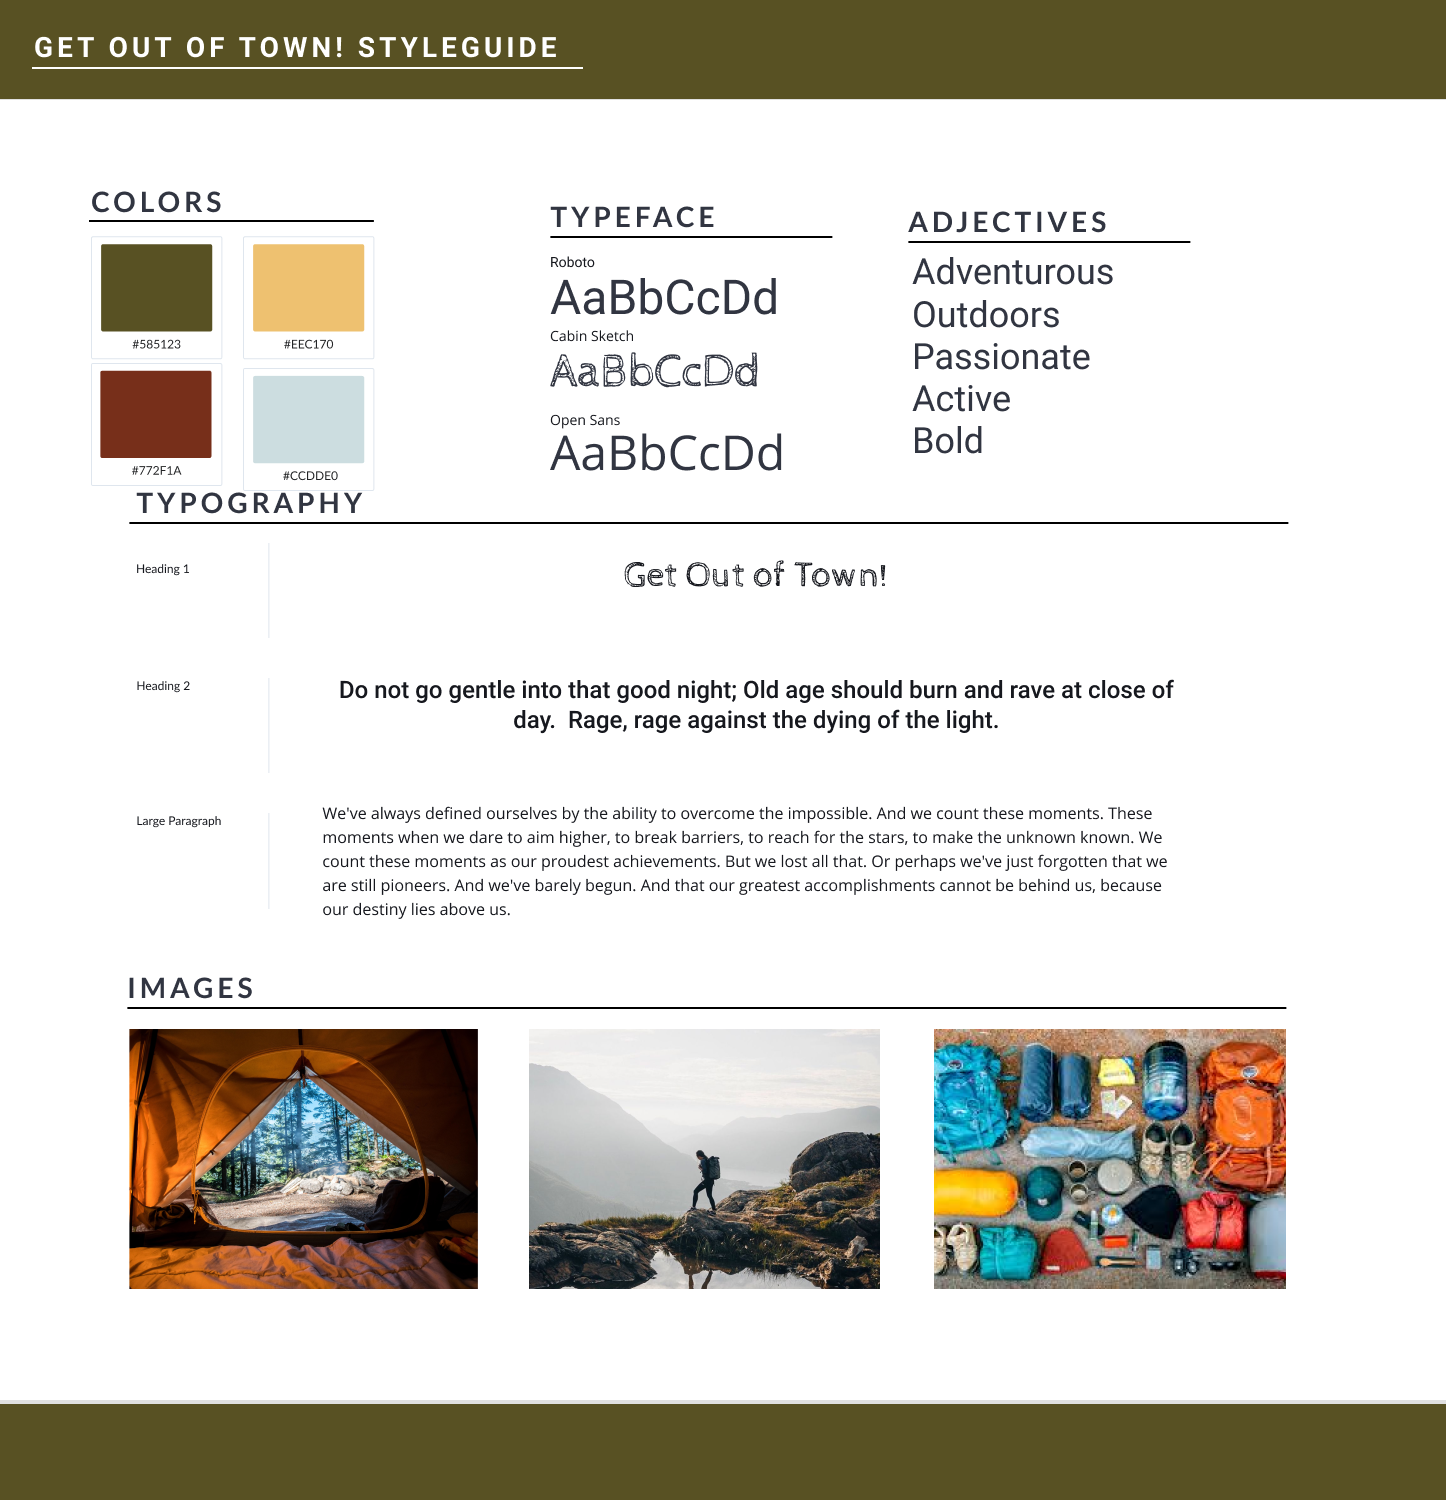 GET OUT OF TOWN! STYLEGUIDE
COLORS
#585123
#EEC170
#772F1A
#CCDDE0
TYPEFACE
Roboto
AaBbCcDd
Cabin Sketch
AaBbCcDd
Open Sans
AaBbCcDd
ADJECTIVES
Adventurous
Outdoors
Passionate
Active
Bold
TYPOGRAPHY
Heading 1
Get Out of Town!
Heading 2
Do not go gentle into that good night; Old age should burn and rave at close of
day.  Rage, rage against the dying of the light.
Large Paragraph
We've always defined ourselves by the ability to overcome the impossible. And we count these moments. These
moments when we dare to aim higher, to break barriers, to reach for the stars, to make the unknown known. We
count these moments as our proudest achievements. But we lost all that. Or perhaps we've just forgotten that we
are still pioneers. And we've barely begun. And that our greatest accomplishments cannot be behind us, because
our destiny lies above us.
IMAGES